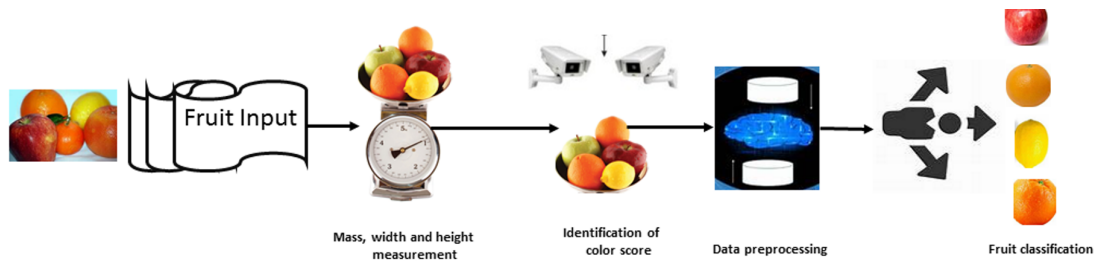 Fruit Input
Mass, width and height
measurement
Identification of
color score
Data preprocessing
Fruit classification